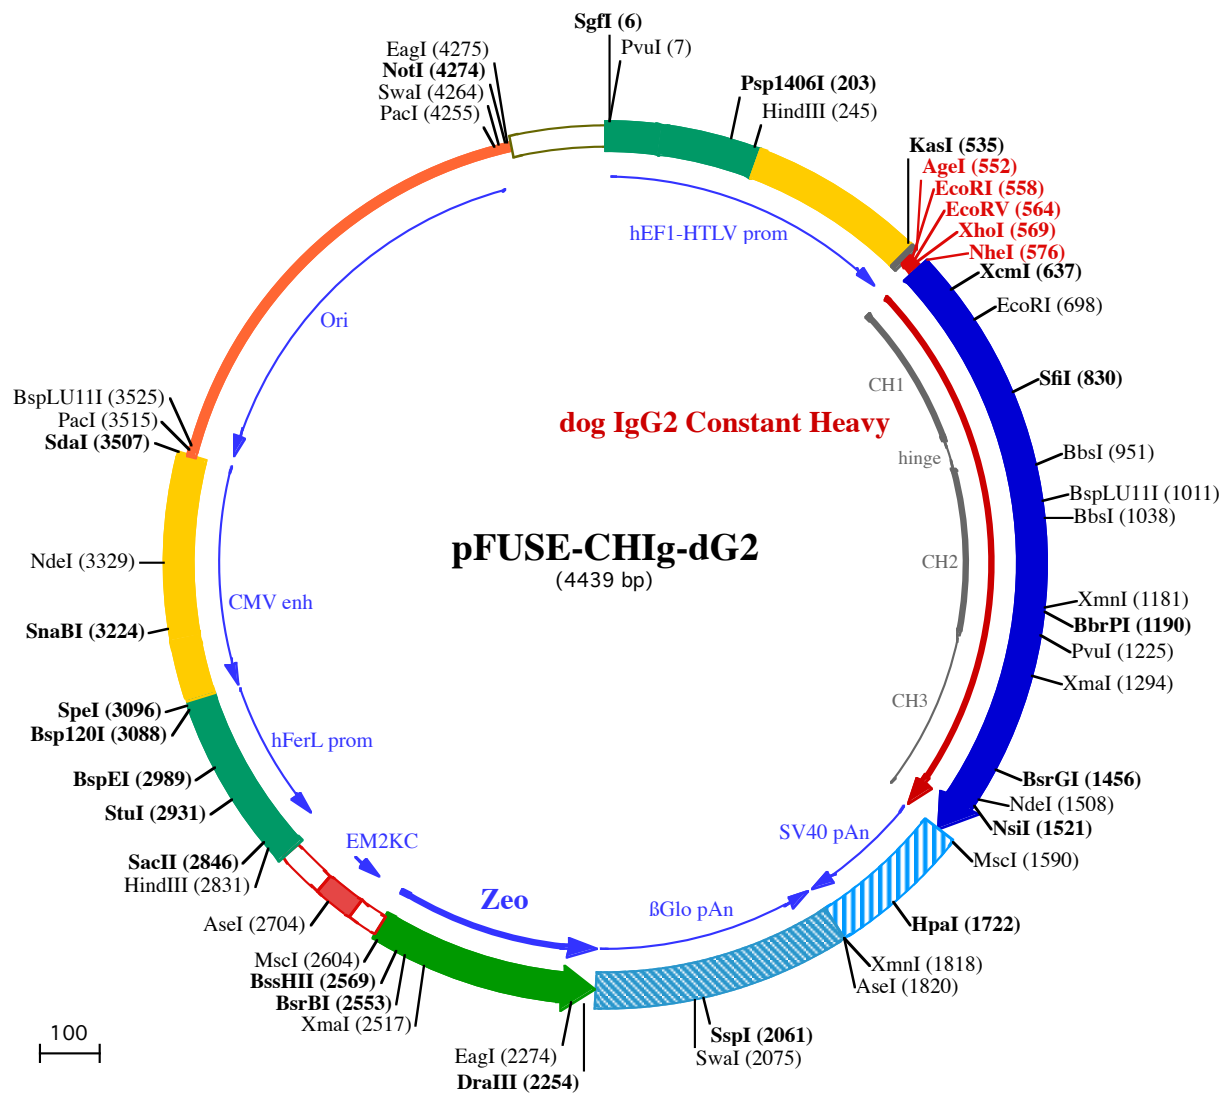 SgfI (6)
PvuI (7)
Psp1406I (203)
HindIII (245)
KasI (535)
AgeI (552)
EcoRI (558)
EcoRV (564)
XhoI (569)
NheI (576)
XcmI (637)
EcoRI (698)
SfiI (830)
BbsI (951)
BspLU11I (1011)
BbsI (1038)
XmnI (1181)
BbrPI (1190)
PvuI (1225)
XmaI (1294)
BsrGI (1456)
NdeI (1508)
NsiI (1521)
MscI (1590)
HpaI (1722)
XmnI (1818)
AseI (1820)
SspI (2061)
SwaI (2075)
DraIII (2254)
EagI (2274)
XmaI (2517)
BsrBI (2553)
BssHII (2569)
MscI (2604)
AseI (2704)
HindIII (2831)
SacII (2846)
StuI (2931)
BspEI (2989)
Bsp120I (3088)
SpeI (3096)
SnaBI (3224)
NdeI (3329)
SdaI (3507)
PacI (3515)
BspLU11I (3525)
PacI (4255)
SwaI (4264)
NotI (4274)
EagI (4275)
hEF1-HTLV prom
CH1
hinge
CH2
CH3
dog IgG2 Constant Heavy
SV40 pAn
ßGlo pAn
Zeo
EM2KC
hFerL prom
CMV enh
Ori
pFUSE-CHIg-dG2
(4439 bp)
100